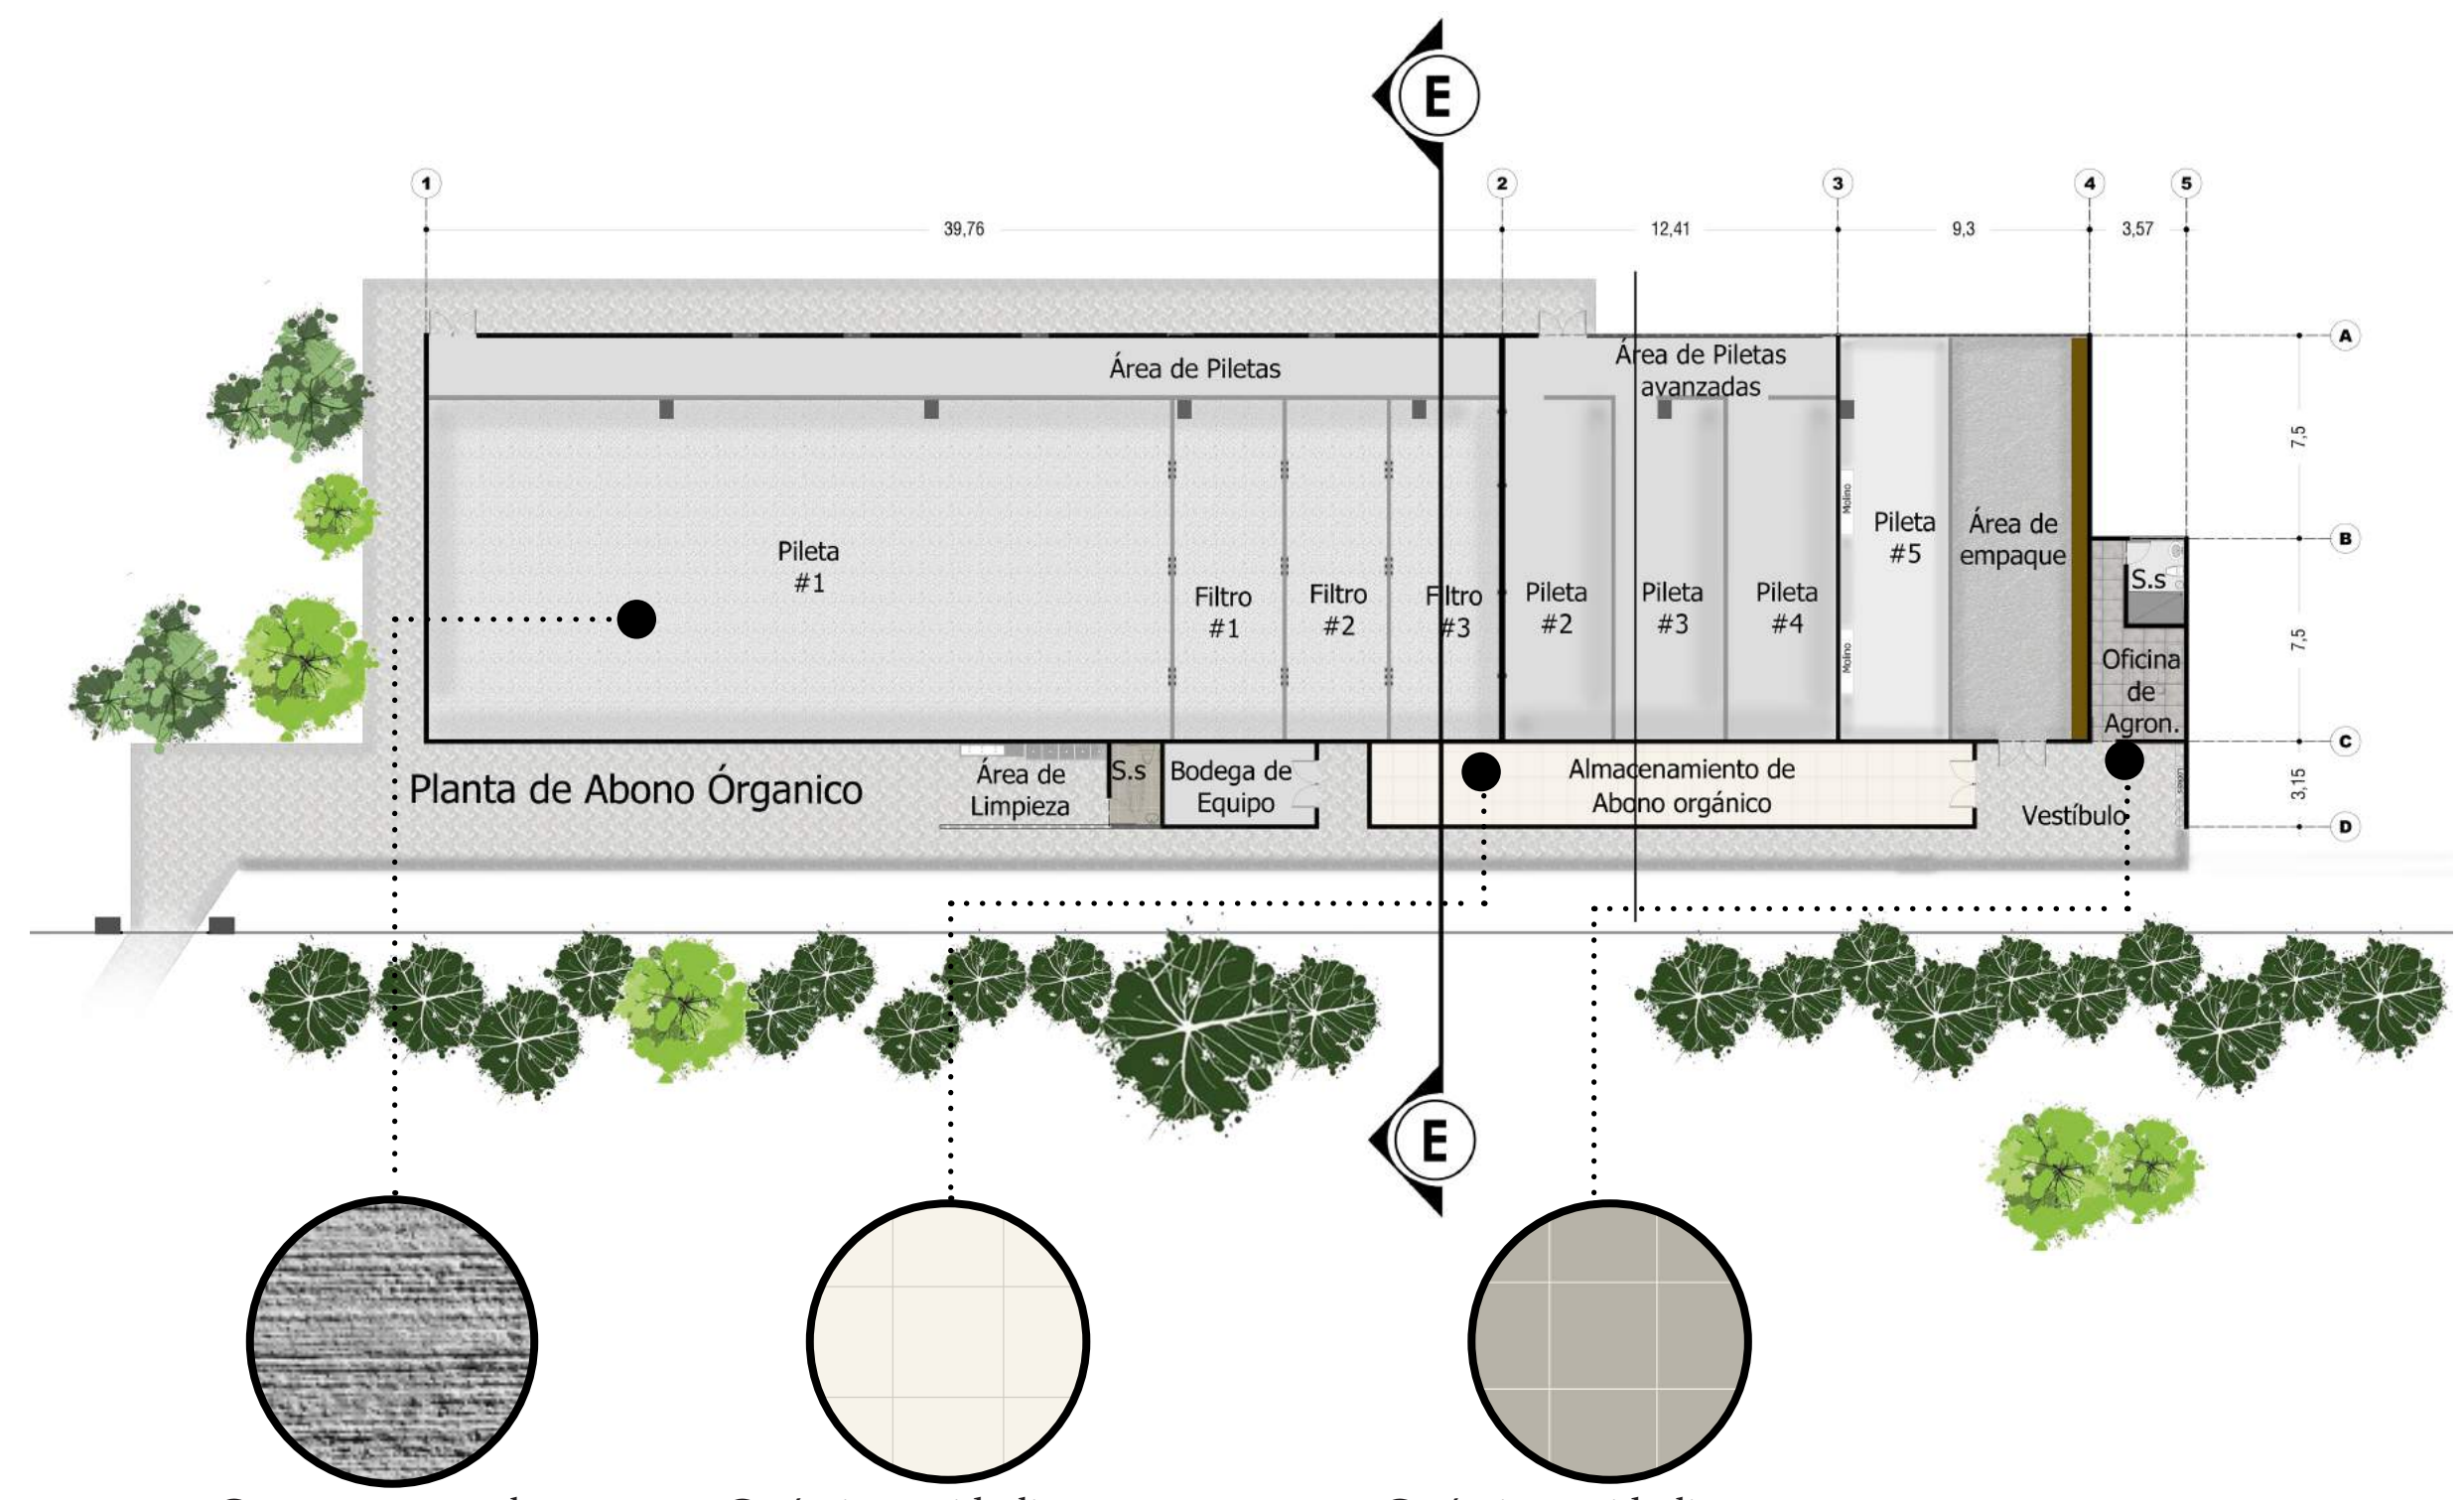 E
1
2
3
4
5
39,76
12,41
9,3
3,57
A
Área de Piletas
Área de Piletas
avanzadas
7,5
Molino
Pileta
#5
Área de
empaque
B
Pileta
#1
S.s
Filtro
#1
Filtro
#2
Filtro
#3
Pileta
#2
Pileta
#3
Pileta
#4
7,5
Molino
Oficina
de
Agron.
C
Planta de Abono Órganico
Área de
Limpieza
S.s
Bodega de
Equipo
Almacenamiento de
Abono orgánico
3,15
Vestíbulo
D
E